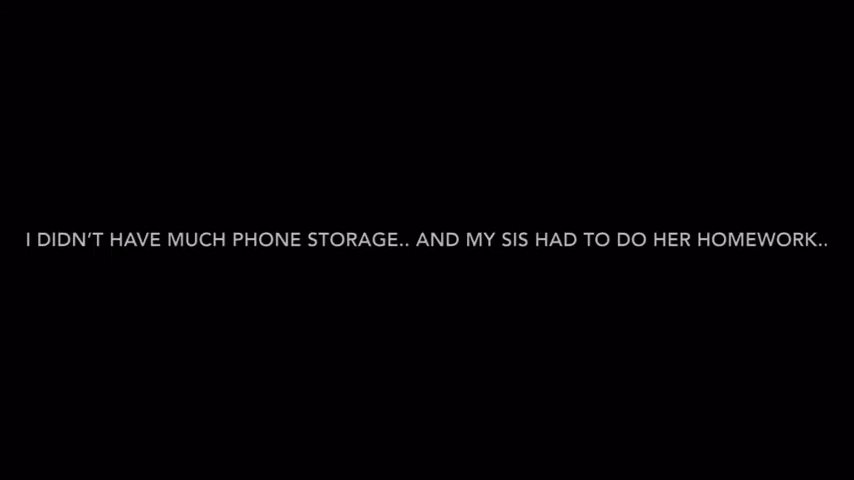 I DIDN’T HAVE MUCH PHONE STORAGE.. AND MY SIS HAD TO DO HER HOMEWORK..